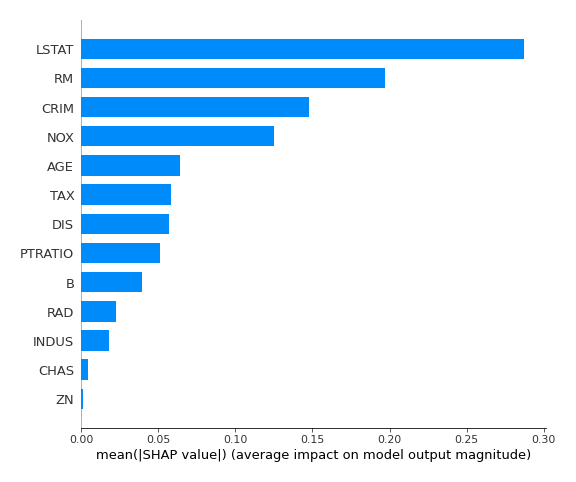 LSTAT
RM
CRIM
NOX
AGE
TAX
DIS
PTRATIO
B
RAD
INDUS
CHAS
ZN
0.00 0.05 0.10 0.15 0.20 0.25 0.30
mean(|SHAP value|) (average impact on model output magnitude)